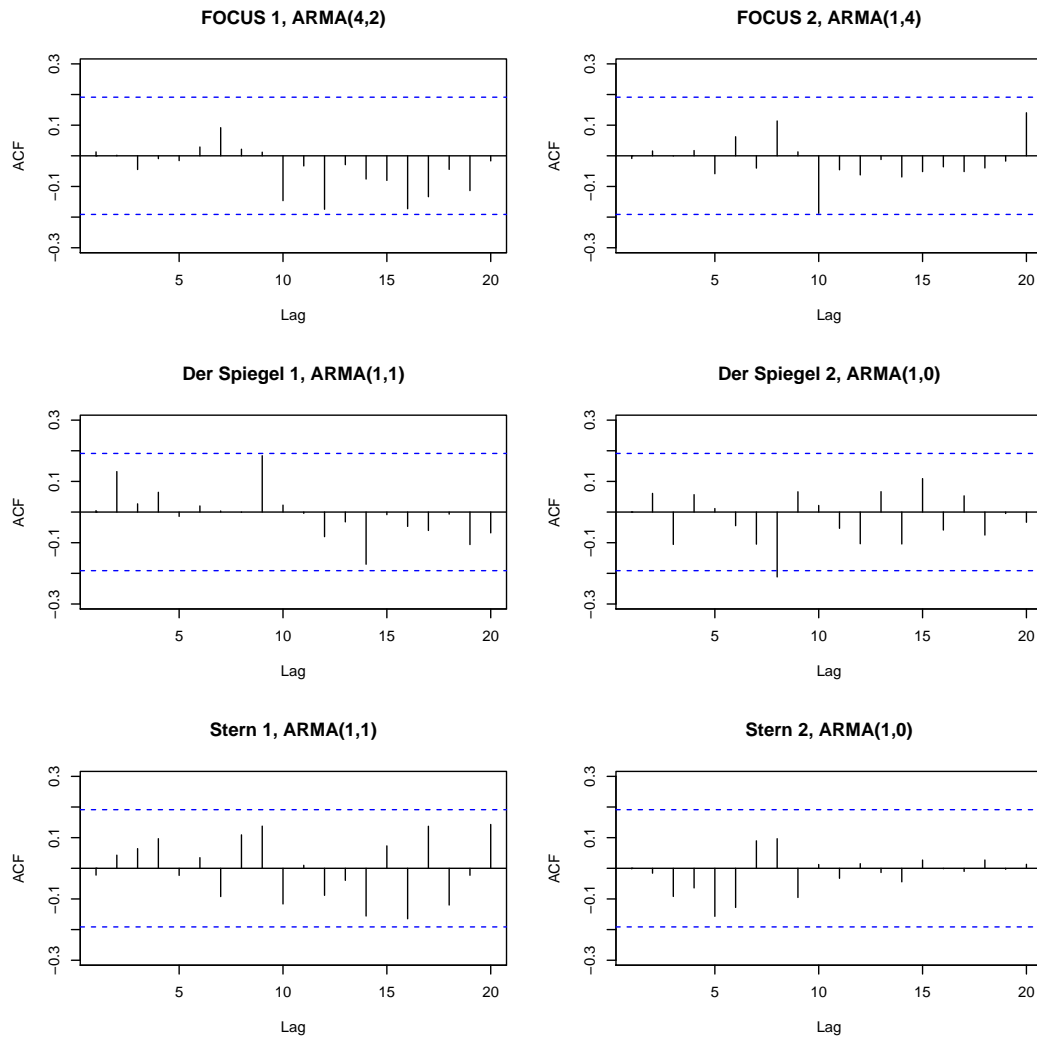 FOCUS 1, ARMA(4,2)
ACF
0.3
0.1
−0.1
−0.3
5
10
15
20
Lag
FOCUS 2, ARMA(1,4)
ACF
0.3
0.1
−0.1
−0.3
5
10
15
20
Lag
Der Spiegel 1, ARMA(1,1)
ACF
0.3
0.1
−0.1
−0.3
5
10
15
20
Lag
Der Spiegel 2, ARMA(1,0)
ACF
0.3
0.1
−0.1
−0.3
5
10
15
20
Lag
Stern 1, ARMA(1,1)
ACF
0.3
0.1
−0.1
−0.3
5
10
15
20
Lag
Stern 2, ARMA(1,0)
ACF
0.3
0.1
−0.1
−0.3
5
10
15
20
Lag